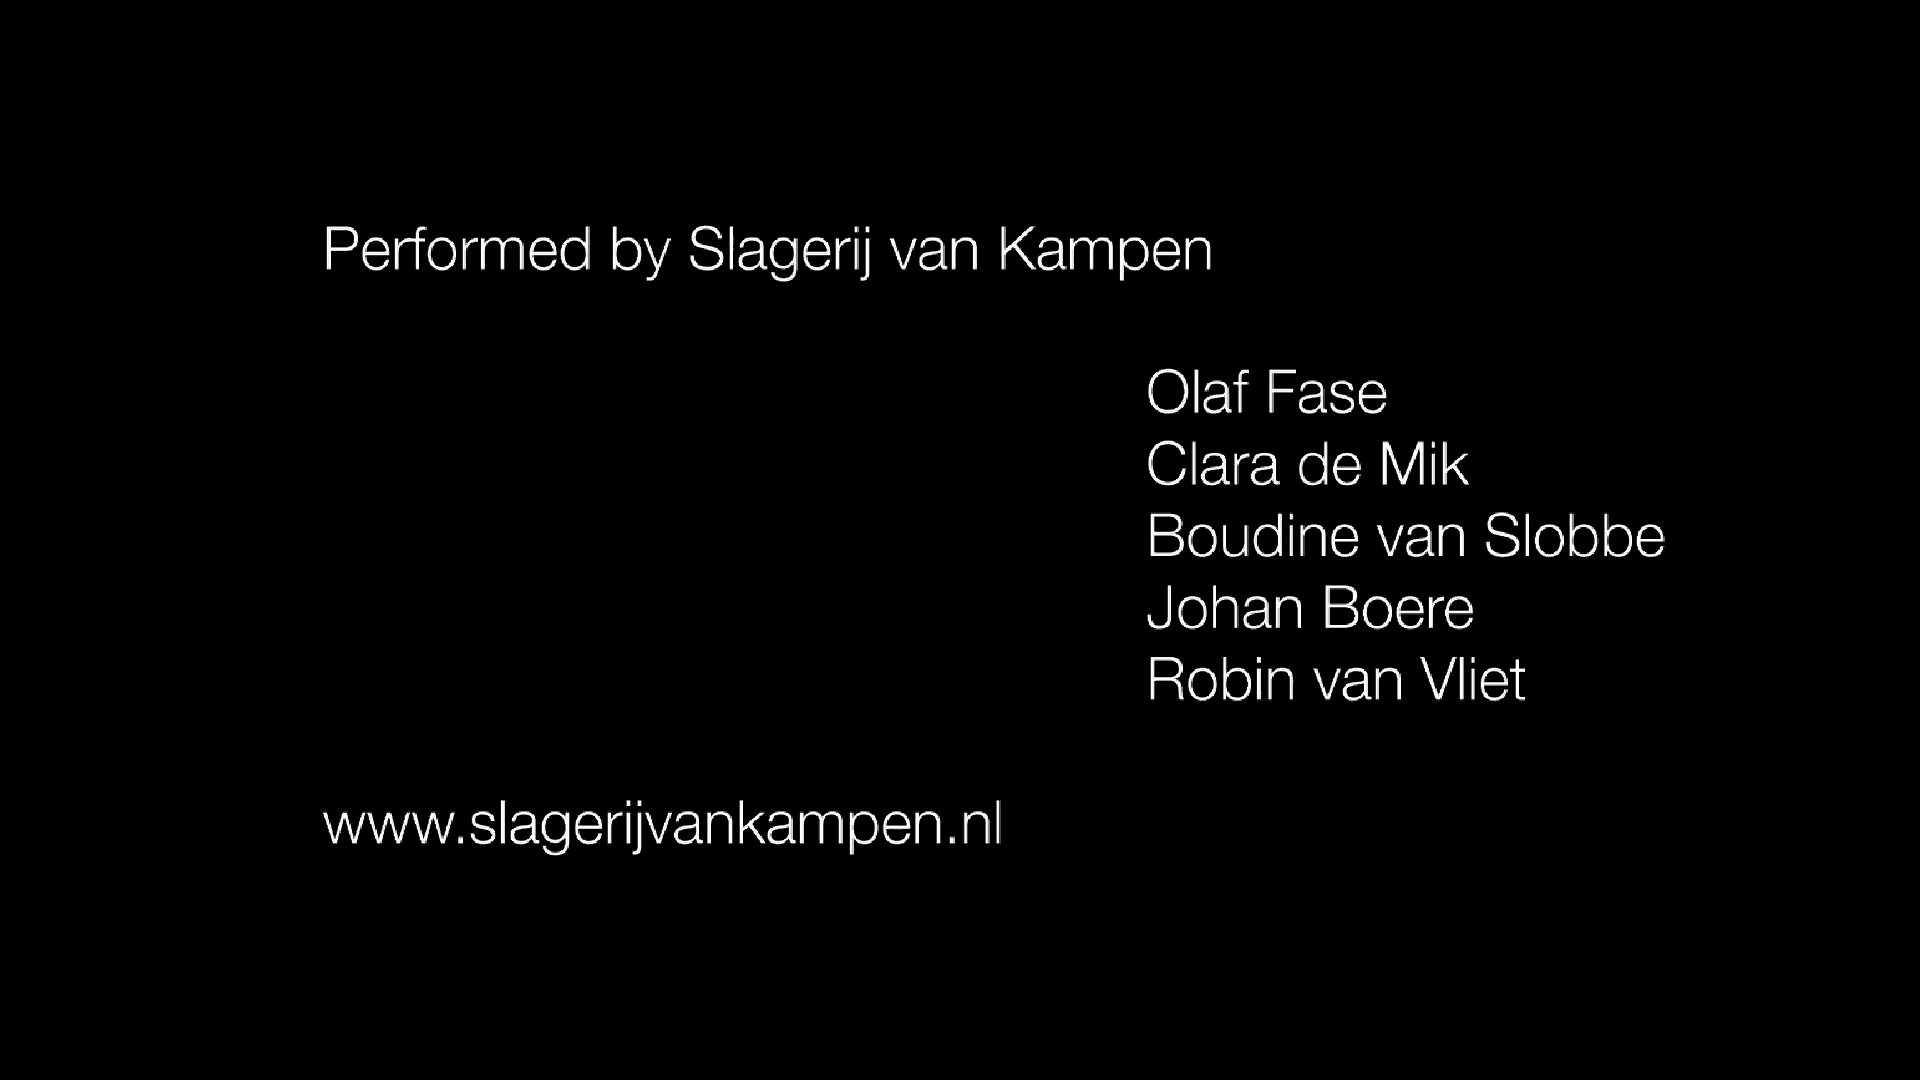 Performed by Slagerij van Kampen
Olaf Fase
Clara de Mik
Boudine van Slobbe
Johan Boere
Robin van Vliet
www.slagerijvankampen.nl